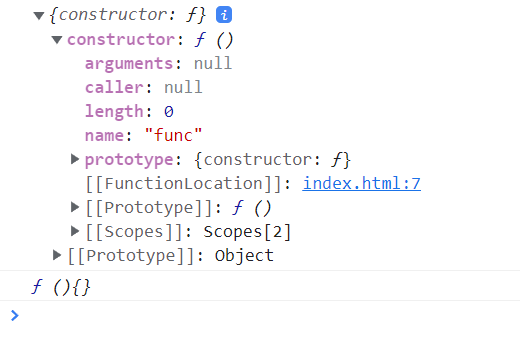 ▼{constructor: ƒ} i
▼constructor: ƒ ()
arguments: null
caller: null
length: 0
name: "func"
▶prototype: {constructor: ƒ}
[[FunctionLocation]]: index.html:7
▶[[Prototype]]: ƒ ()
▶[[Scopes]]: Scopes[2]
▶[[Prototype]]: Object
ƒ (){}
>